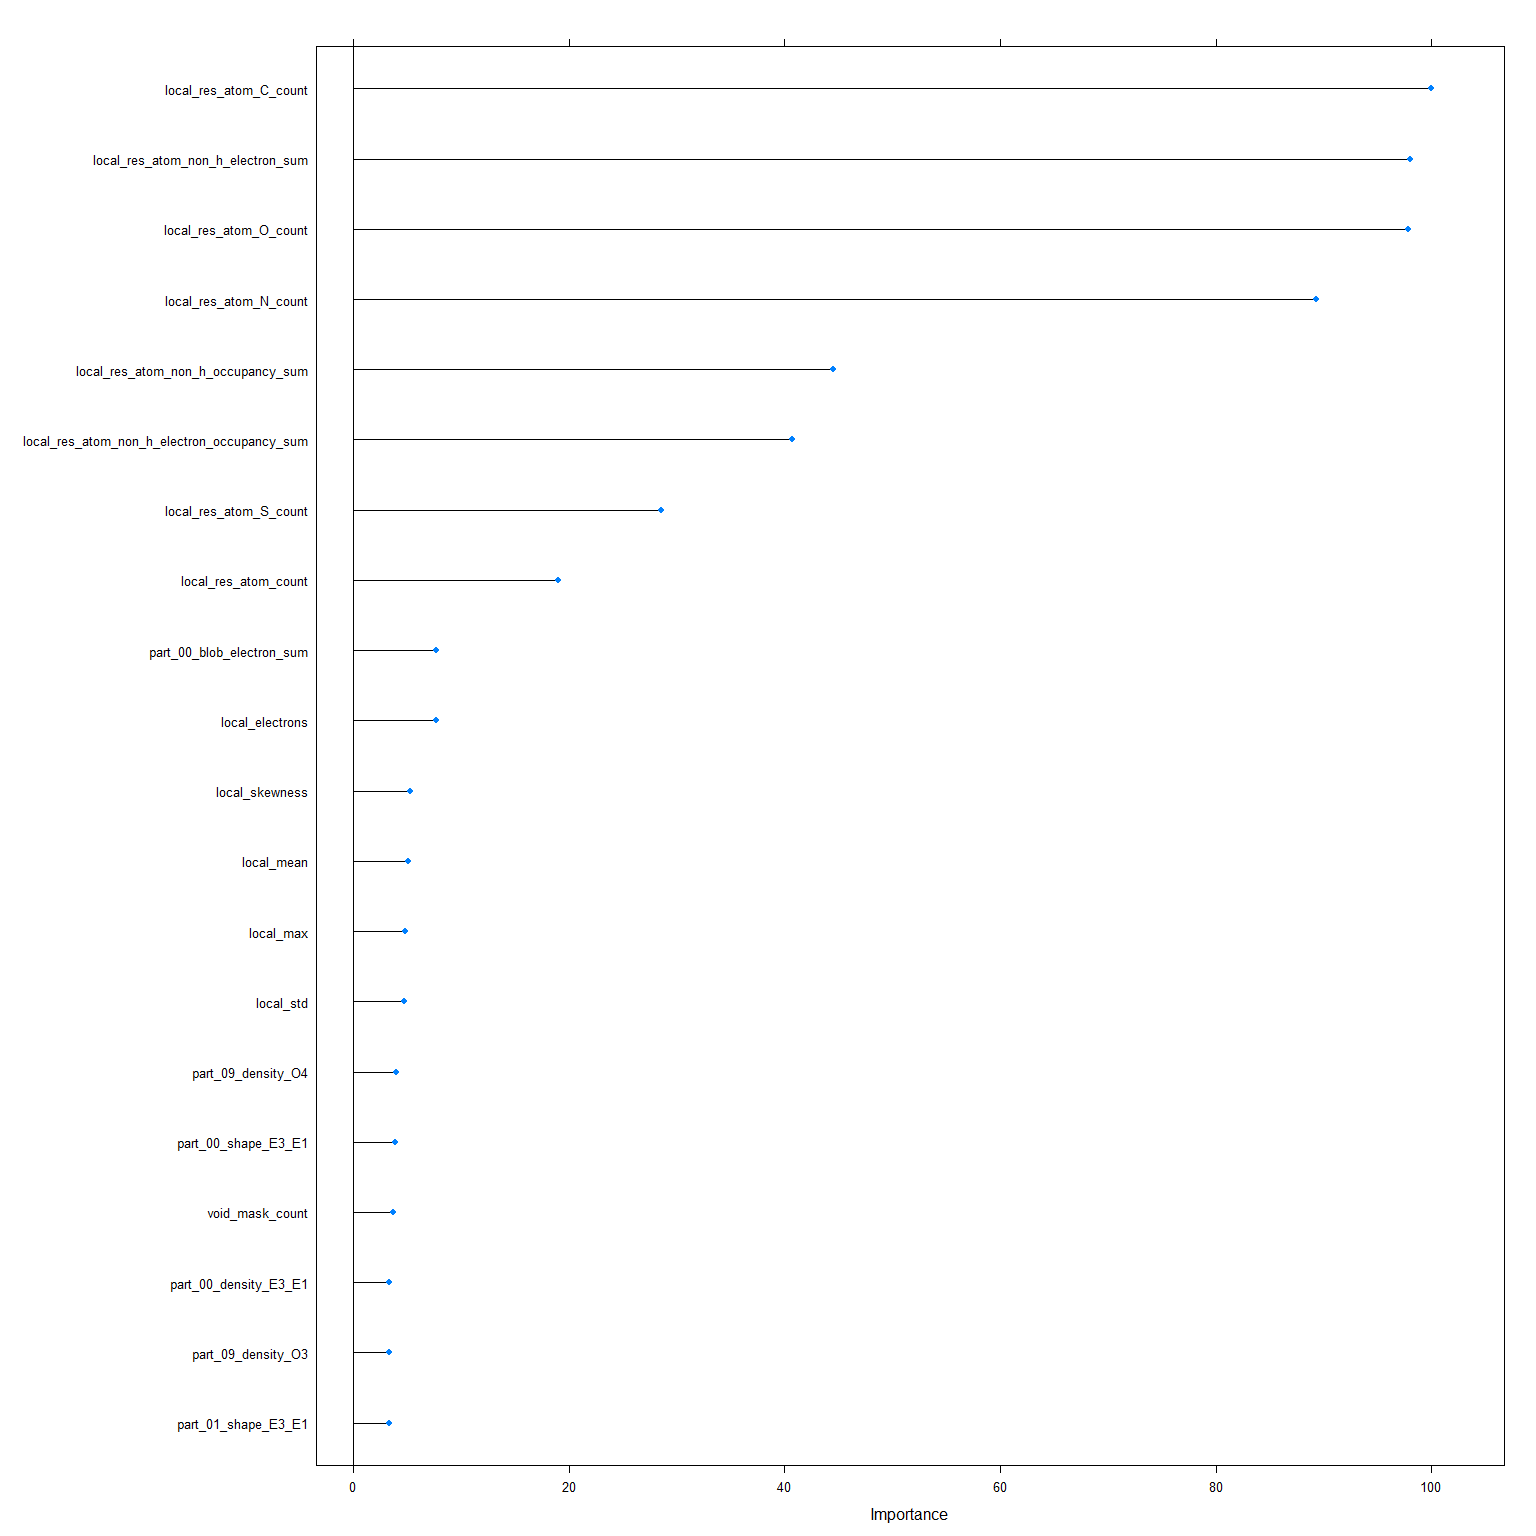 local_res_atom_C_count
local_res_atom_non_h_electron_sum
local_res_atom_O_count
local_res_atom_N_count
local_res_atom_non_h_occupancy_sum
local_res_atom_non_h_electron_occupancy_sum
local_res_atom_S_count
local_res_atom_count
part_00_blob_electron_sum
local_electrons
local_skewness
local_mean
local_max
local_std
part_09_density_O4
part_00_shape_E3_E1
void_mask_count
part_00_density_E3_E1
part_09_density_O3
part_01_shape_E3_E1
0 20 40 60 80 100
Importance